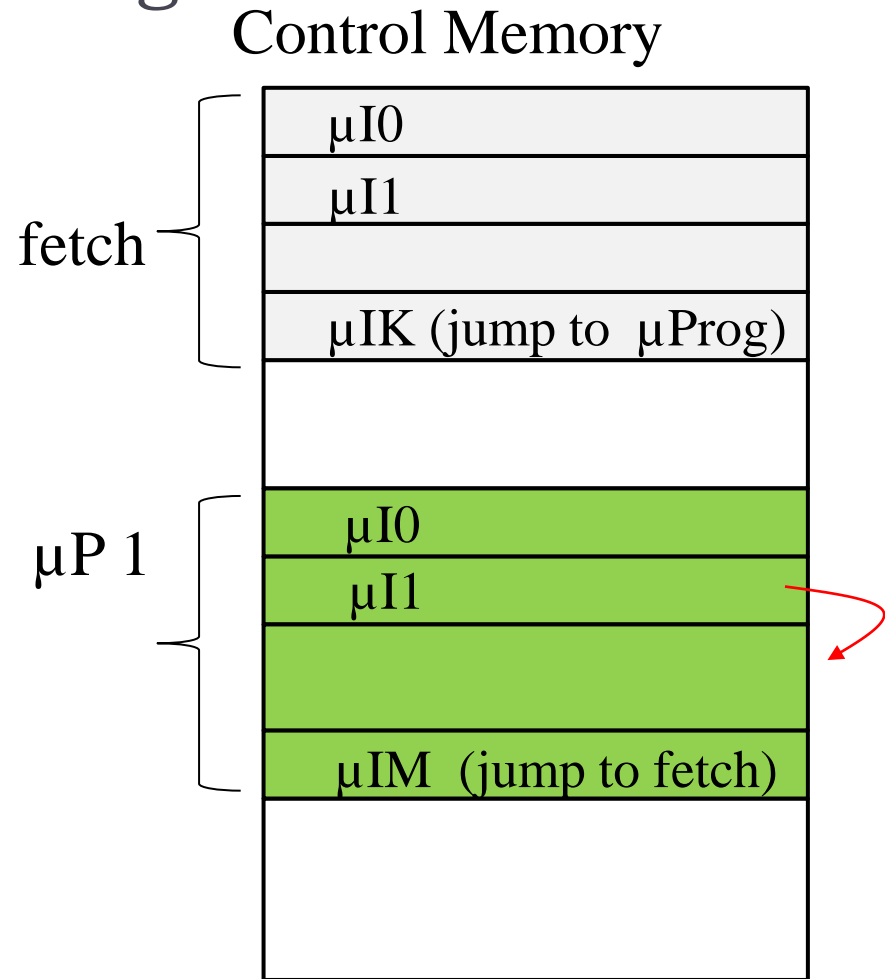 Control Memory
µI0
µI1
fetch
µIK (jump to µProg)
µI0
µP 1
µI1
µIM (jump to fetch)